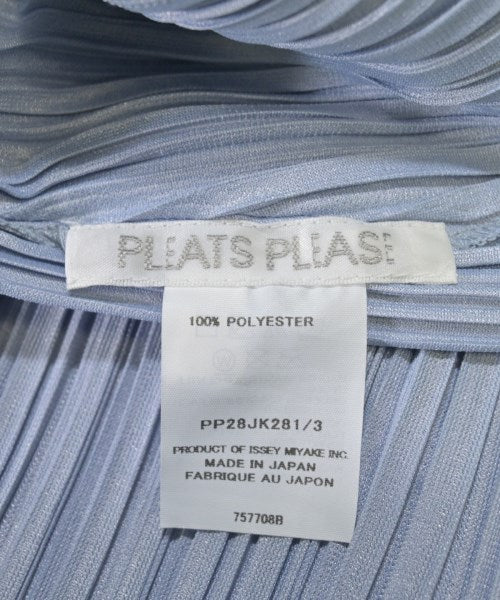 PLEATS PLEASE
100% POLYESTER
PP28JK281/3
PRODUCT OF ISSEY MIYAKE INC.
MADE IN JAPAN
FABRIQUE AU JAPON
757708B